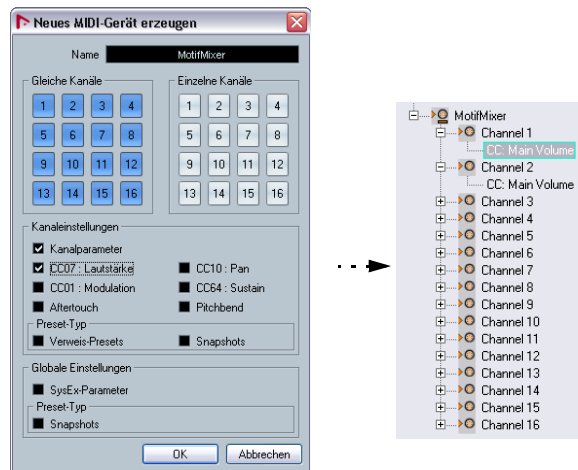 Neues MIDI-Gerät erzeugen
Name MotifMixer
Gleiche Kanäle
1 2 3 4
5 6 7 8
9 10 11 12
13 14 15 16
Einzelne Kanäle
1 2 3 4
5 6 7 8
9 10 11 12
13 14 15 16
Kanaleinstellungen
Kanalparameter
CC07 : Lautstärke CC10 : Pan
CC01 : Modulation CC64 : Sustain
Aftertouch Pitchbend
Preset-Typ
Verweis-Presets Snapshots
Globale Einstellungen
SysEx-Parameter
Preset-Typ
Snapshots
OK Abbrechen
MotifMixer
Channel 1
CC: Main Volume
Channel 2
CC: Main Volume
Channel 3
Channel 4
Channel 5
Channel 6
Channel 7
Channel 8
Channel 9
Channel 10
Channel 11
Channel 12
Channel 13
Channel 14
Channel 15
Channel 16